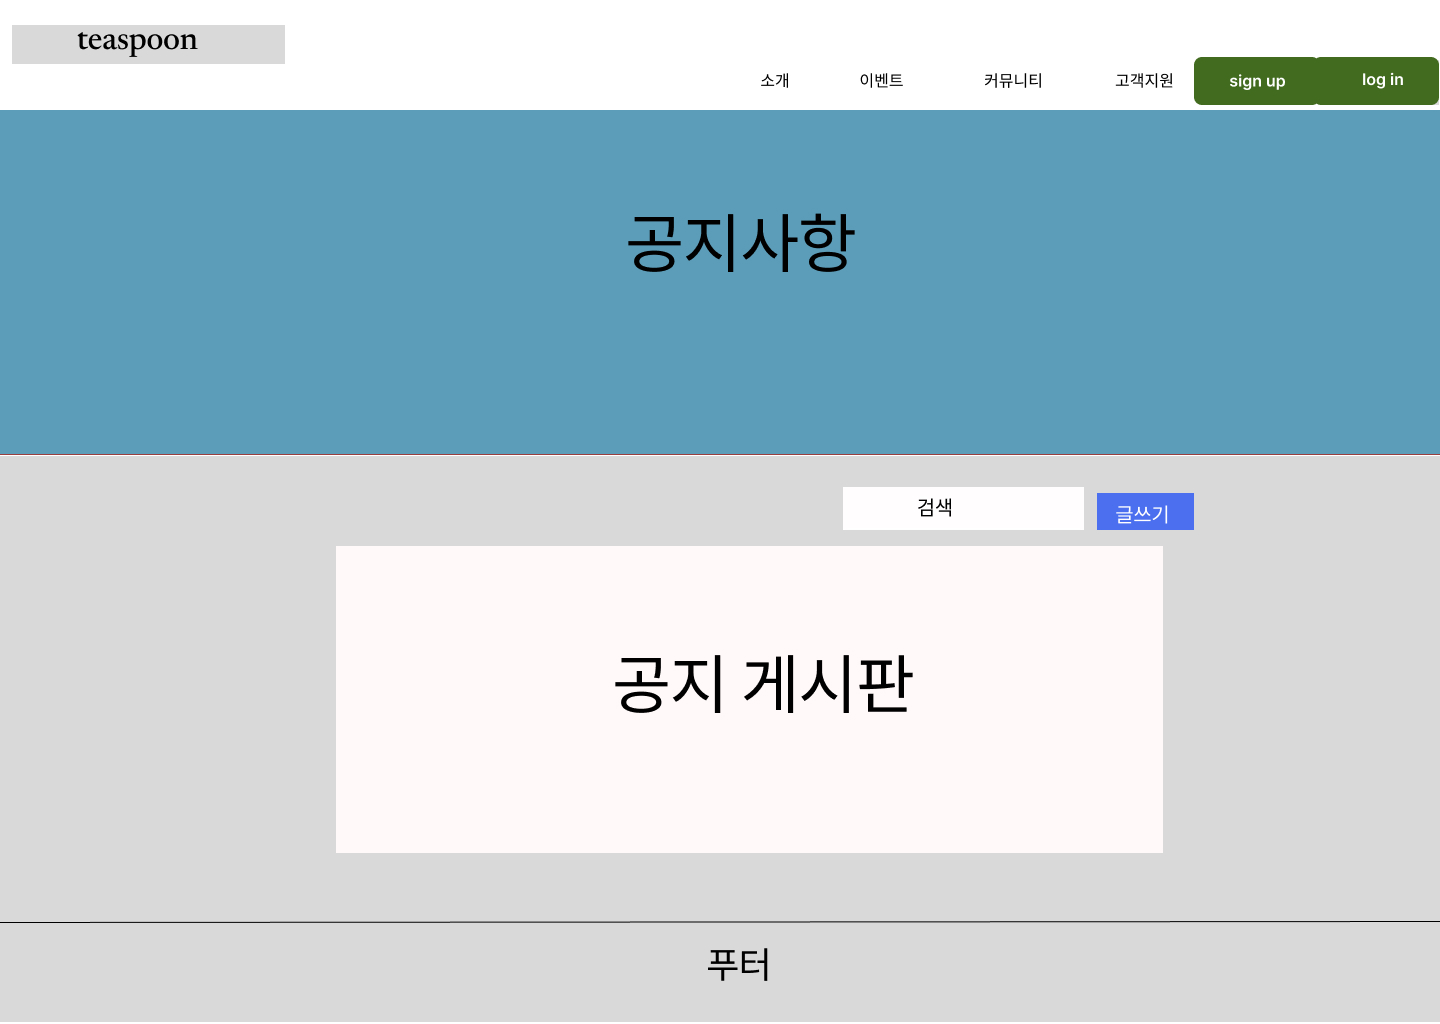 teaspoon
소개 이벤트 커뮤니티 고객지원 sign up log in
공지사항
검색 글쓰기
공지 게시판
푸터